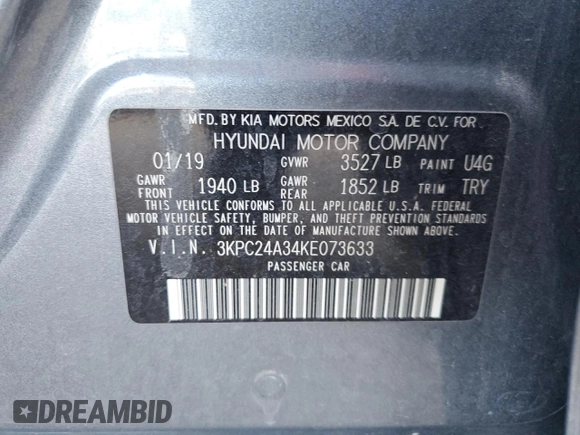 MFD. BY KIA MOTORS MEXICO S.A. DE C.V. FOR
HYUNDAI MOTOR COMPANY
01/19 GVWR 3527 LB PAINT U4G
GAWR FRONT 1940 LB GAWR REAR 1852 LB TRIM TRY
THIS VEHICLE CONFORMS TO ALL APPLICABLE U.S.A. FEDERAL
MOTOR VEHICLE SAFETY, BUMPER, AND THEFT PREVENTION STANDARDS
IN EFFECT ON THE DATE OF MANUFACTURE SHOWN ABOVE.
V.I.N. 3KPC24A34KE073633
PASSENGER CAR
DREAMBID